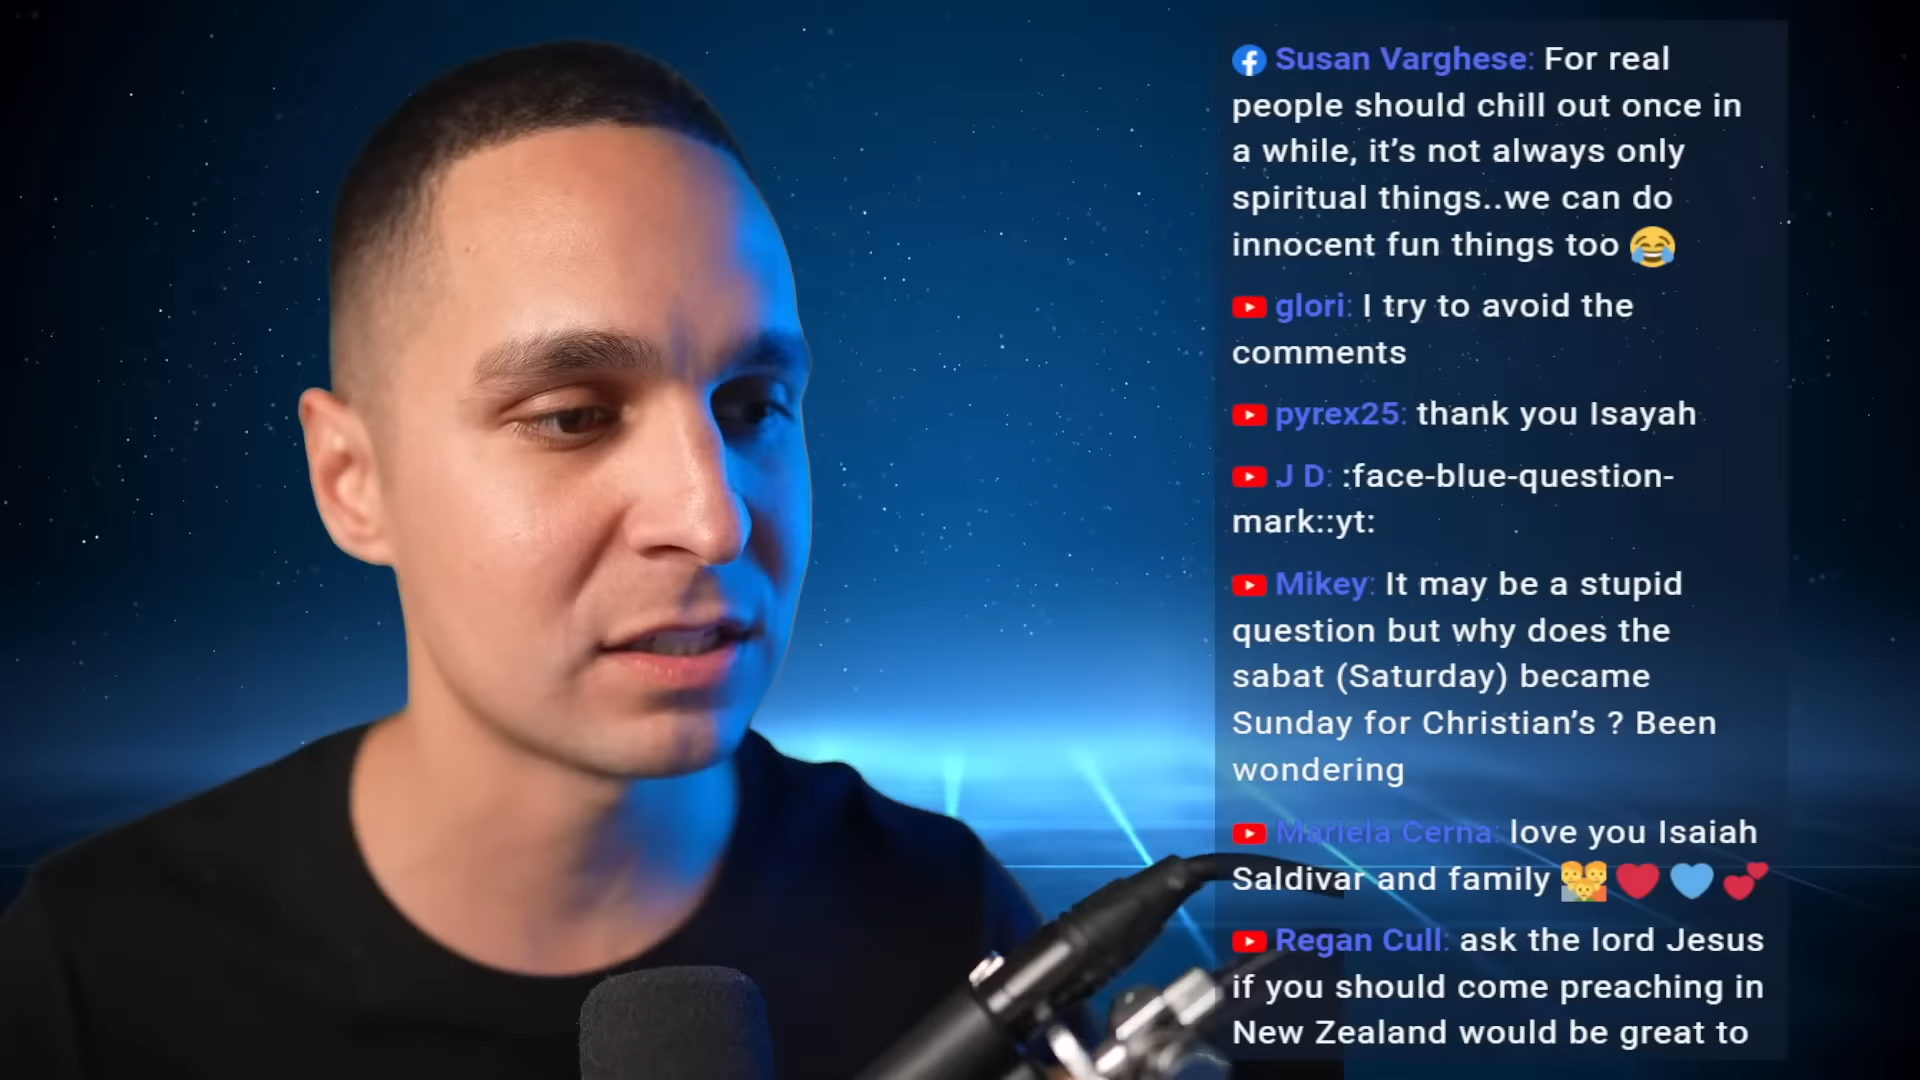 Susan Varghese: For real
people should chill out once in
a while, it’s not always only
spiritual things..we can do
innocent fun things too 😂
glori: I try to avoid the
comments
pyrex25: thank you Isayah
J D: :face-blue-question-
mark::yt:
Mikey: It may be a stupid
question but why does the
sabat (Saturday) became
Sunday for Christian’s ? Been
wondering
Mariela Cerna: love you Isaiah
Saldivar and family 👨‍👩‍👧‍👦❤️💙💕
Regan Cull: ask the lord Jesus
if you should come preaching in
New Zealand would be great to